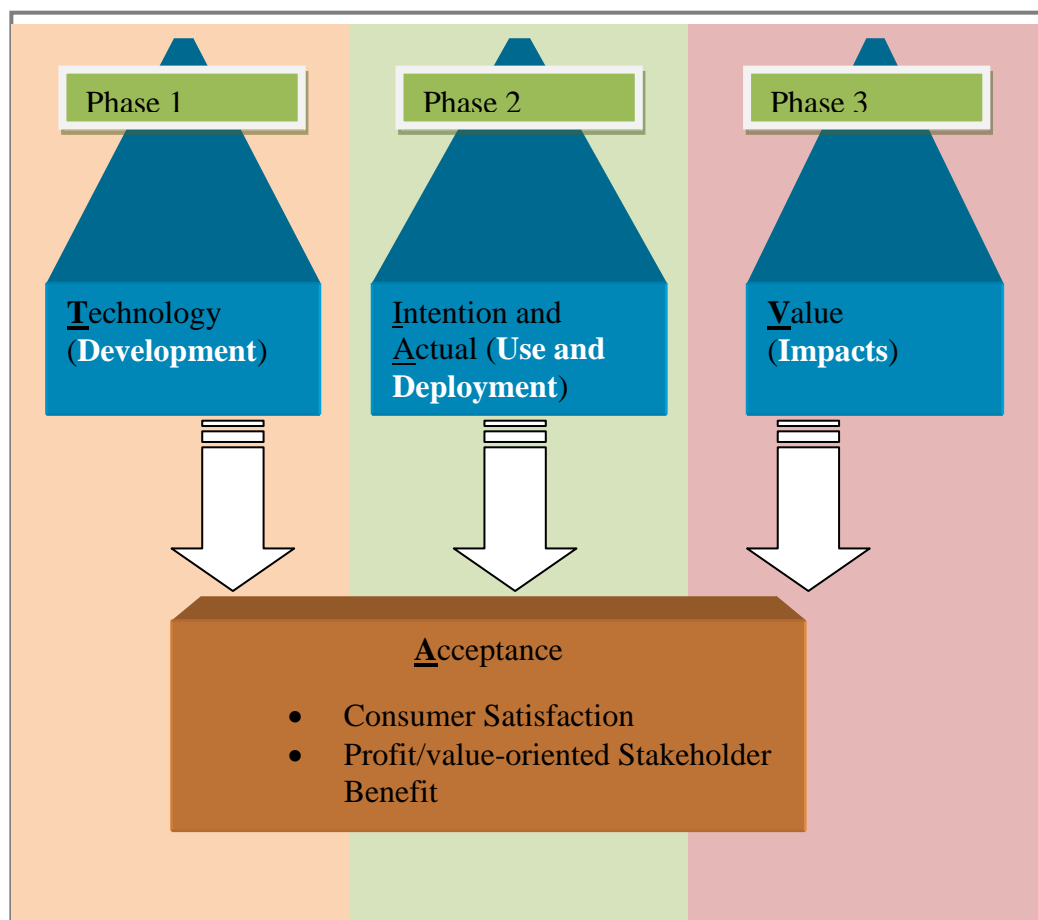 Phase 1
Phase 2
Phase 3
Technology
(Development)
Intention and
Actual (Use and
Deployment)
Value
(Impacts)
Acceptance
• Consumer Satisfaction
• Profit/value-oriented Stakeholder
Benefit